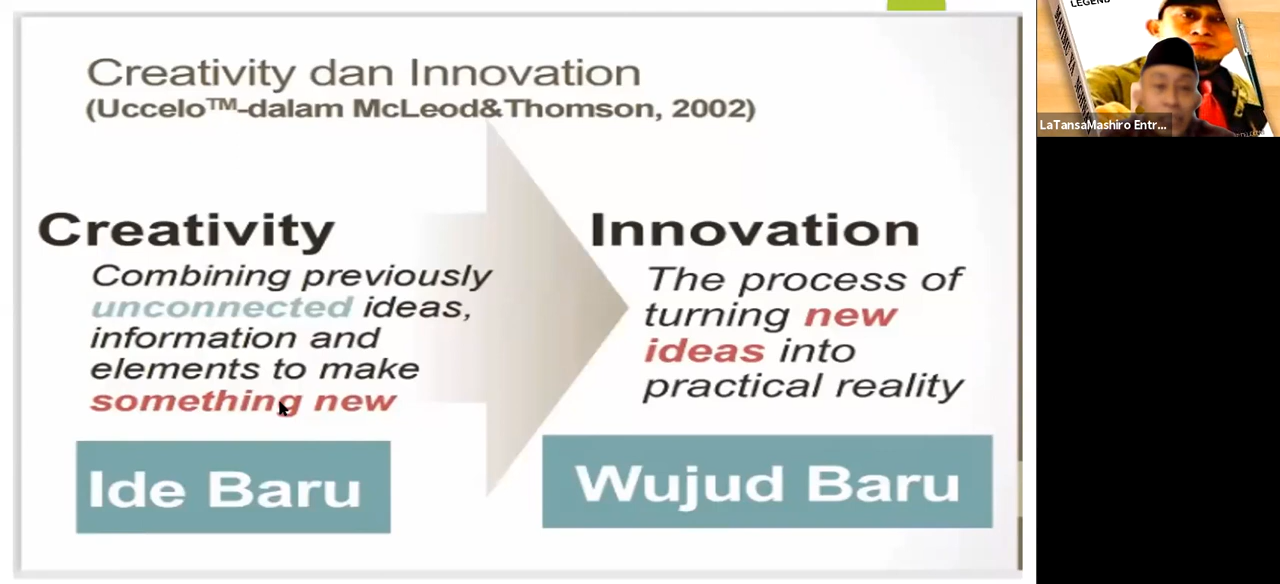 Creativity dan Innovation
(Uccelo™-dalam McLeod&Thomson, 2002)
Creativity
Combining previously
unconnected ideas,
information and
elements to make
something new
Ide Baru
Innovation
The process of
turning new
ideas into
practical reality
Wujud Baru
LEGEND
LaTansaMashiro Entr...